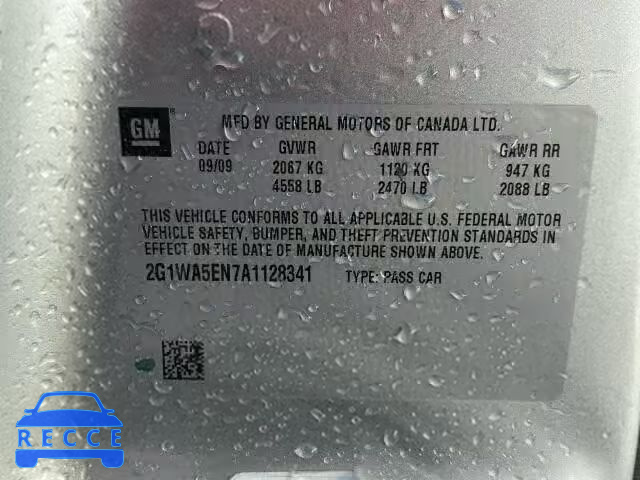 GM
MFD BY GENERAL MOTORS OF CANADA LTD.
DATE GVWR GAWR FRT GAWR RR
09/09 2067 KG 1120 KG 947 KG
4558 LB 2470 LB 2088 LB
THIS VEHICLE CONFORMS TO ALL APPLICABLE U.S. FEDERAL MOTOR
VEHICLE SAFETY, BUMPER, AND THEFT PREVENTION STANDARDS IN
EFFECT ON THE DATE OF MANUFACTURE SHOWN ABOVE.
2G1WA5EN7A1128341 TYPE: PASS CAR
RECCE